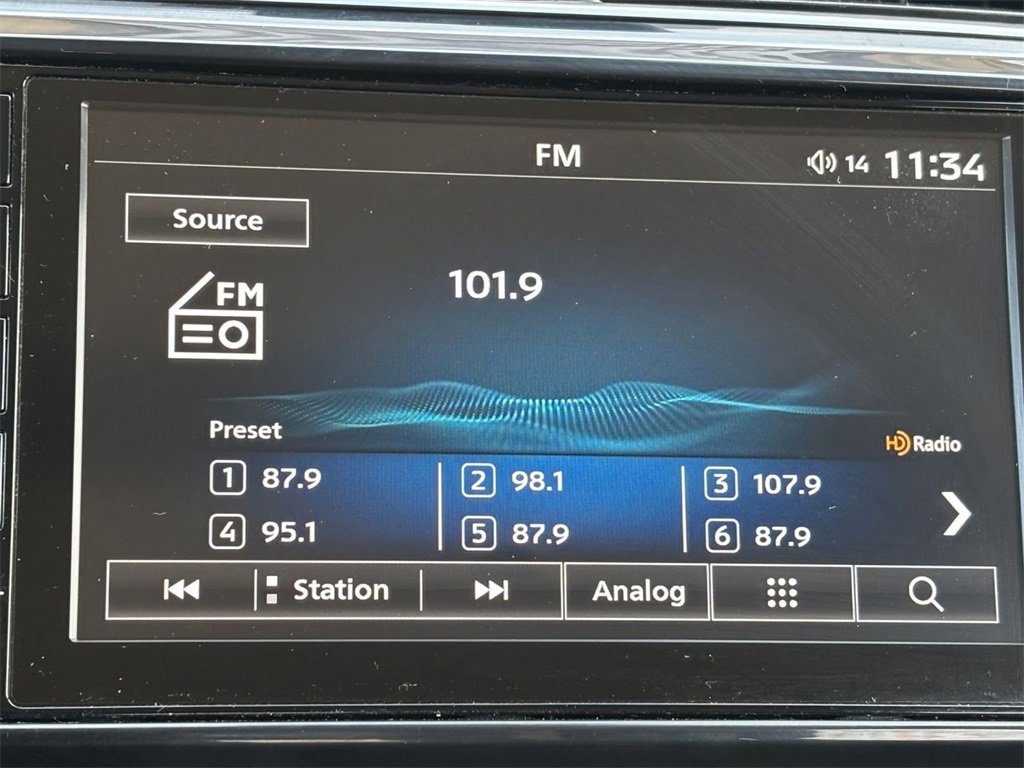 FM
14 11:34
Source
FM
101.9
Preset
HD Radio
1 87.9 2 98.1 3 107.9
4 95.1 5 87.9 6 87.9
Station Analog